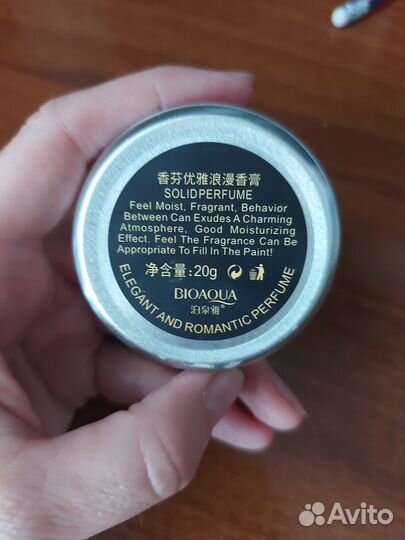 香芬优雅浪漫香膏
SOLIDPERFUME
Feel Moist, Fragrant, Behavior
Between Can Exudes A Charming
Atmosphere, Good Moisturizing
Effect. Feel The Fragrance Can Be
Appropriate To Fill In The Paint!
净含量:20g
BIOAQUA
泊泉雅
ELEGANT AND ROMANTIC PERFUME
Avito